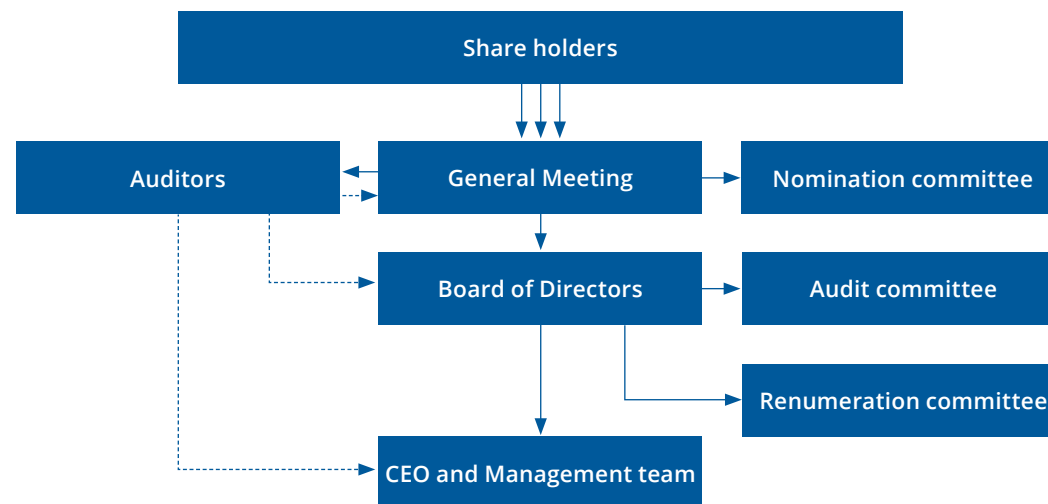 Share holders
Auditors
General Meeting
Nomination committee
Board of Directors
Audit committee
Renumeration committee
CEO and Management team